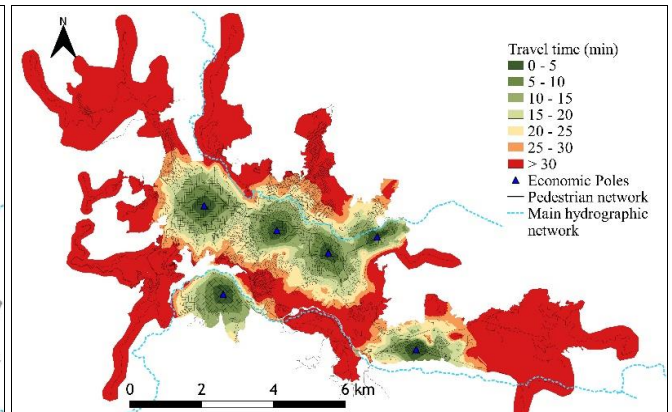 N
Travel time (min)
0 - 5
5 - 10
10 - 15
15 - 20
20 - 25
25 - 30
> 30
Economic Poles
Pedestrian network
Main hydrographic
network
0 2 4 6 km